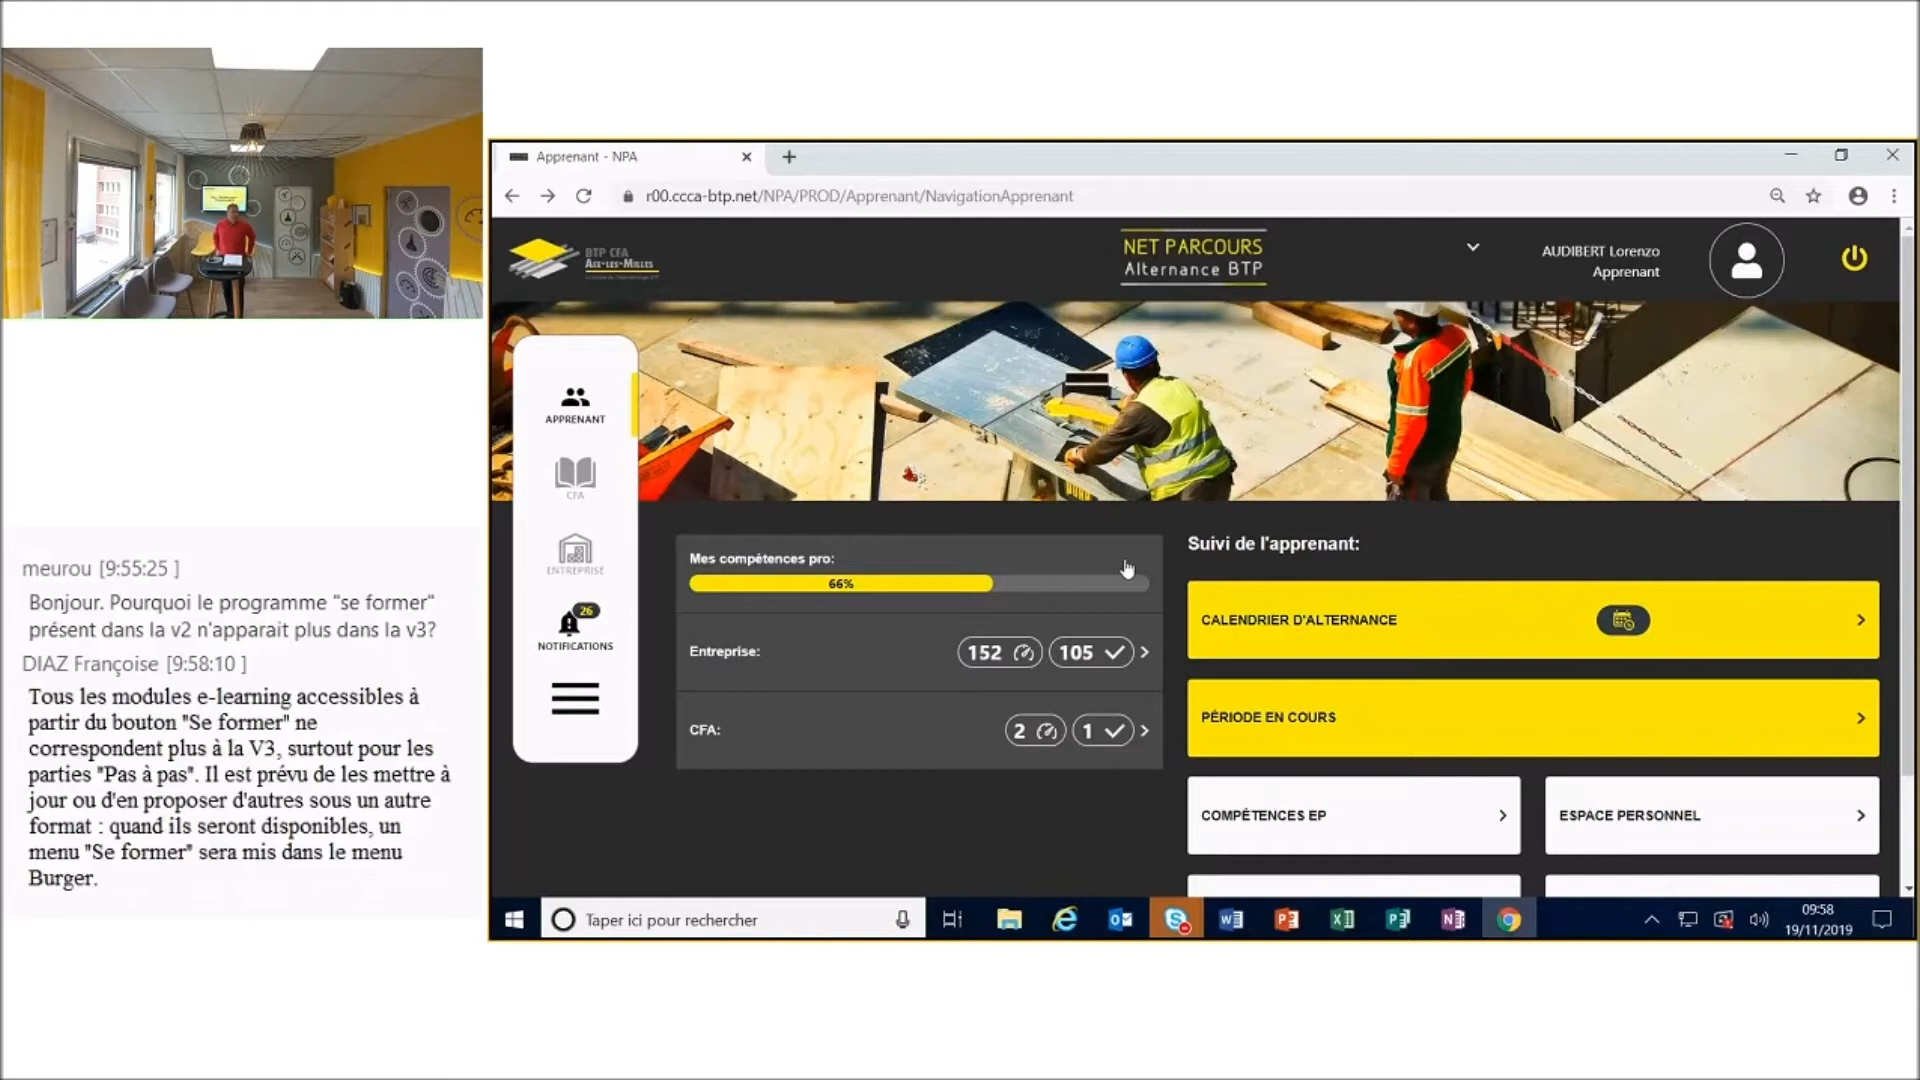 meurou [9:55:25 ]
Bonjour. Pourquoi le programme "se former"
présent dans la v2 n'apparait plus dans la v3?
DIAZ Françoise [9:58:10 ]
Tous les modules e-learning accessibles à
partir du bouton "Se former" ne
correspondent plus à la V3, surtout pour les
parties "Pas à pas". Il est prévu de les mettre à
jour ou d'en proposer d'autres sous un autre
format : quand ils seront disponibles, un
menu "Se former" sera mis dans le menu
Burger.
Apprenant - NPA
r00.ccca-btp.net/NPA/PROD/Apprenant/NavigationApprenant
BTP CFA
AIX-LES-MILLES
NET PARCOURS
Alternance BTP
AUDIBERT Lorenzo
Apprenant
APPRENANT
CFA
ENTREPRISE
26
NOTIFICATIONS
Mes compétences pro:
66%
Entreprise:
152
105
CFA:
2
1
Suivi de l'apprenant:
CALENDRIER D'ALTERNANCE
PÉRIODE EN COURS
COMPÉTENCES EP
ESPACE PERSONNEL
Taper ici pour rechercher
09:58
19/11/2019